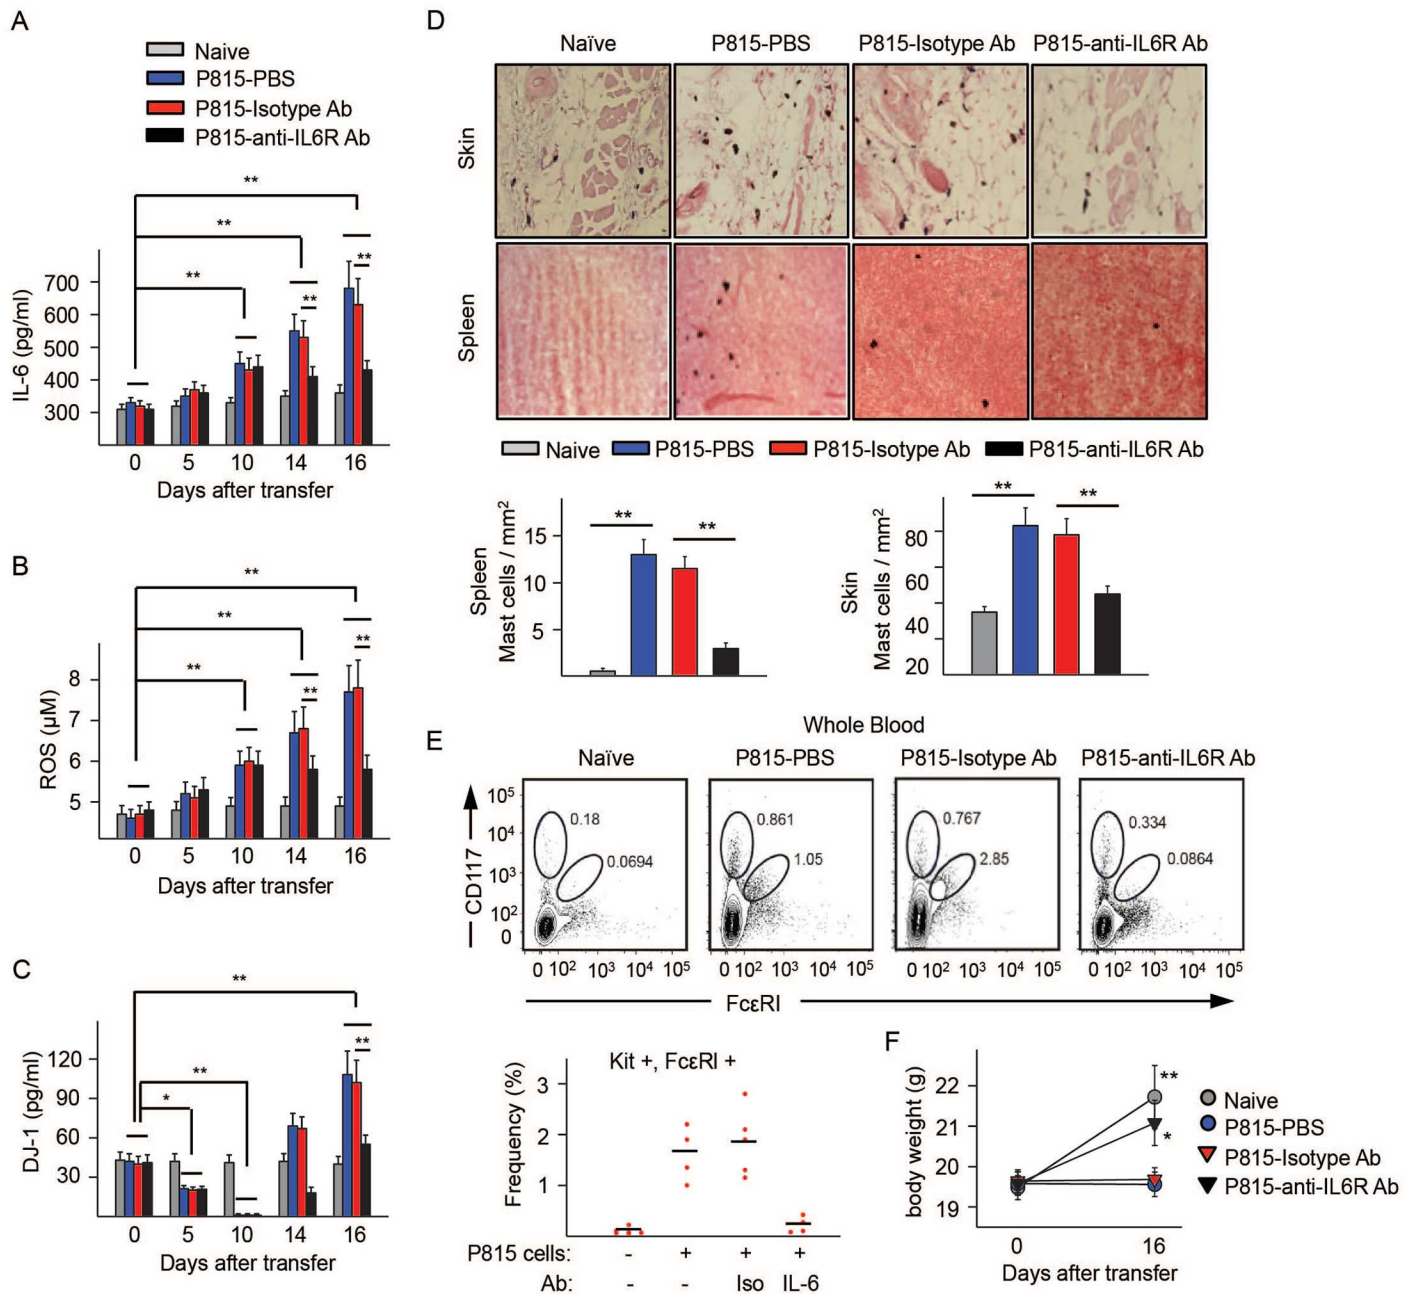 A
Naive
P815-PBS
P815-Isotype Ab
P815-anti-IL6R Ab
**
**
**
**
**
IL-6 (pg/ml)
700
600
500
400
300
0 5 10 14 16
Days after transfer
B
**
**
**
**
**
ROS (µM)
8
7
6
5
0 5 10 14 16
Days after transfer
C
**
**
**
*
DJ-1 (pg/ml)
120
90
60
30
0 5 10 14 16
Days after transfer
D
Naïve P815-PBS P815-Isotype Ab P815-anti-IL6R Ab
Skin
Spleen
Naive P815-PBS P815-Isotype Ab P815-anti-IL6R Ab
Spleen
Mast cells / mm²
15
10
5
** **
Skin
Mast cells / mm²
80
60
40
20
** **
E
Whole Blood
Naïve P815-PBS P815-Isotype Ab P815-anti-IL6R Ab
CD117
10⁵
10⁴
10³
10²
0
0.18 0.861 0.767 0.334
0.0694 1.05 2.85 0.0864
0 10² 10³ 10⁴ 10⁵ 0 10² 10³ 10⁴ 10⁵ 0 10² 10³ 10⁴ 10⁵ 0 10² 10³ 10⁴ 10⁵
FcεRI
Kit +, FcεRI +
Frequency (%)
3
2
1
P815 cells: - + + +
Ab: - - Iso IL-6
F
body weight (g)
22
21
20
19
**
*
0 16
Days after transfer
Naive
P815-PBS
P815-Isotype Ab
P815-anti-IL6R Ab